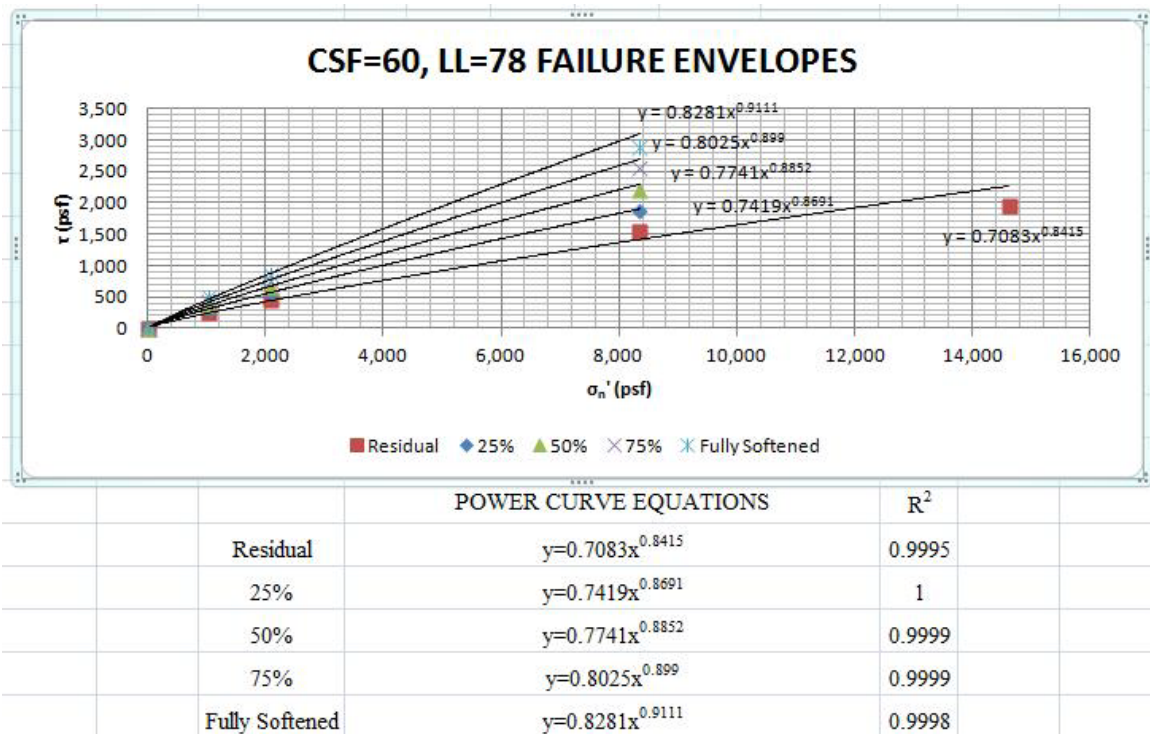 CSF=60, LL=78 FAILURE ENVELOPES
3,500
3,000
2,500
2,000
1,500
1,000
500
0
τ (psf)
y = 0.8281x^0.9111
y = 0.8025x^0.899
y = 0.7741x^0.8852
y = 0.7419x^0.8691
y = 0.7083x^0.8415
0 2,000 4,000 6,000 8,000 10,000 12,000 14,000 16,000
σn' (psf)
Residual 25% 50% 75% Fully Softened
POWER CURVE EQUATIONS R²
Residual y=0.7083x^0.8415 0.9995
25% y=0.7419x^0.8691 1
50% y=0.7741x^0.8852 0.9999
75% y=0.8025x^0.899 0.9999
Fully Softened y=0.8281x^0.9111 0.9998